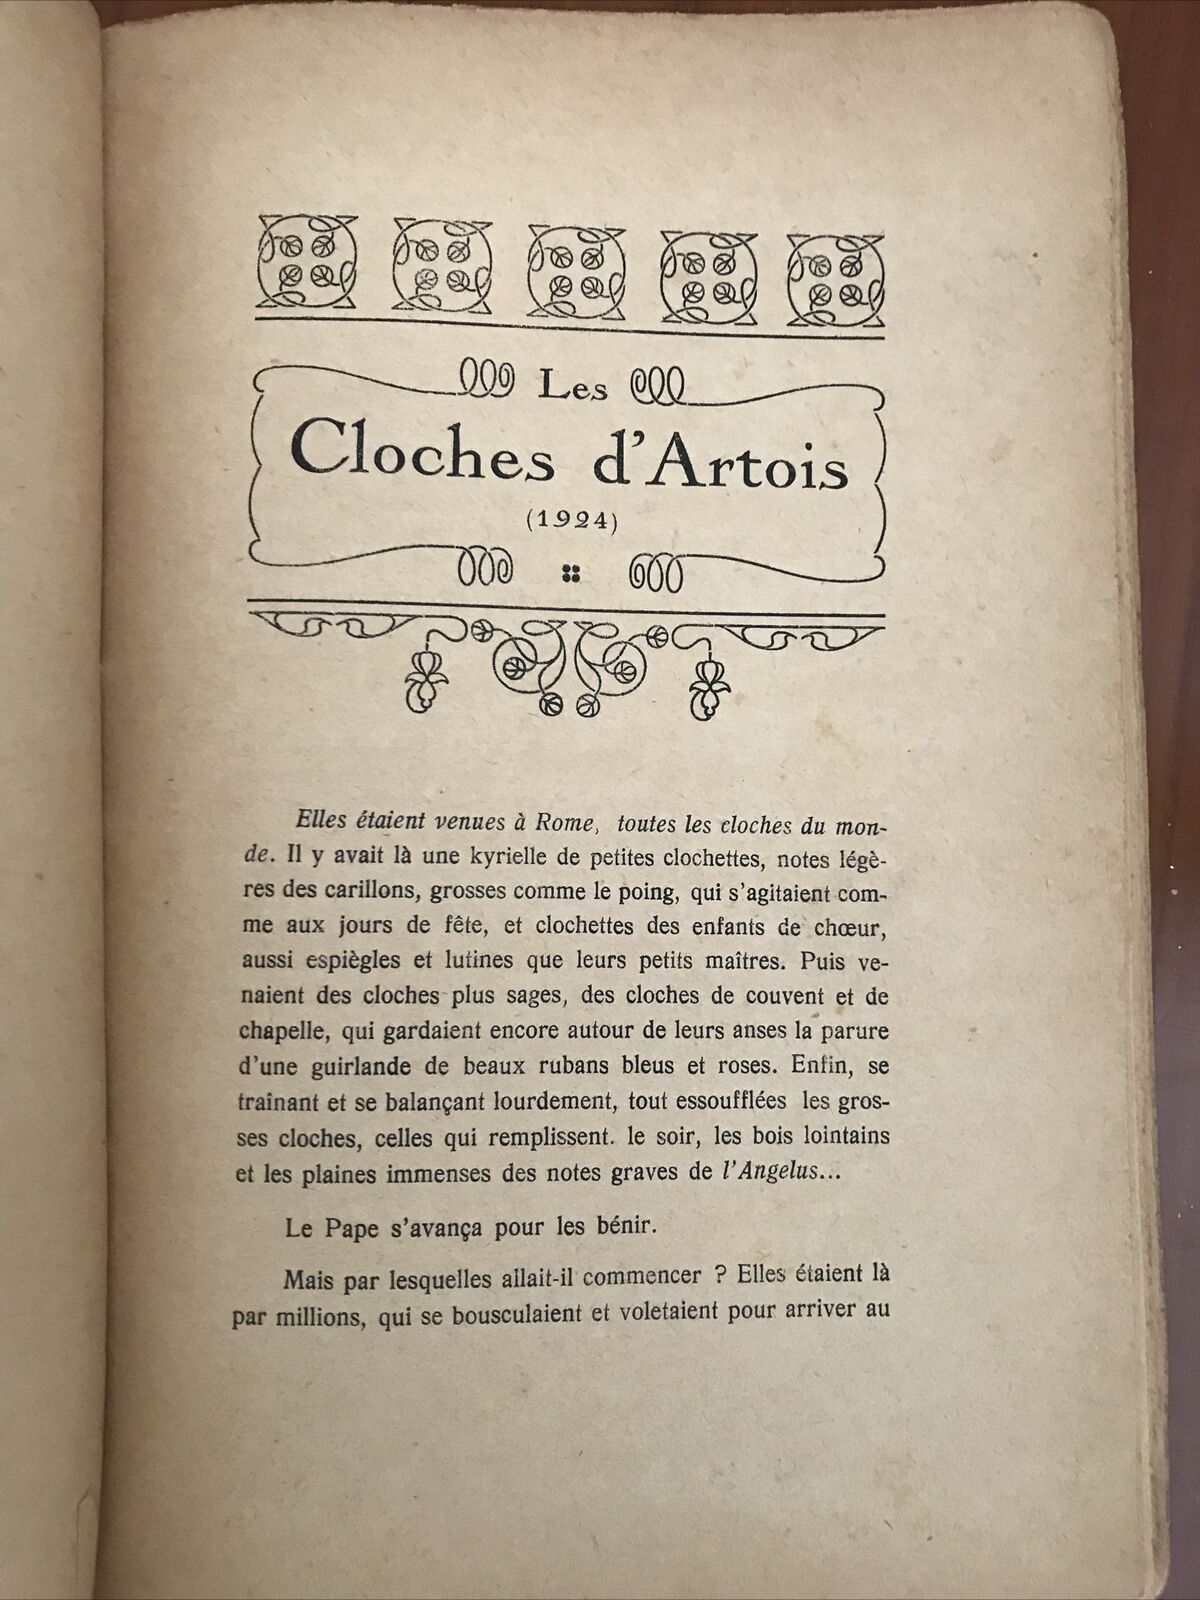 Les
Cloches d'Artois
(1924)
Elles étaient venues à Rome, toutes les cloches du mon-
de. Il y avait là une kyrielle de petites clochettes, notes légè-
res des carillons, grosses comme le poing, qui s'agitaient com-
me aux jours de fête, et clochettes des enfants de chœur,
aussi espiègles et lutines que leurs petits maîtres. Puis ve-
naient des cloches plus sages, des cloches de couvent et de
chapelle, qui gardaient encore autour de leurs anses la parure
d'une guirlande de beaux rubans bleus et roses. Enfin, se
traînant et se balançant lourdement, tout essoufflées les gros-
ses cloches, celles qui remplissent. le soir, les bois lointains
et les plaines immenses des notes graves de l'Angelus...
Le Pape s'avança pour les bénir.
Mais par lesquelles allait-il commencer ? Elles étaient là
par millions, qui se bousculaient et voletaient pour arriver au